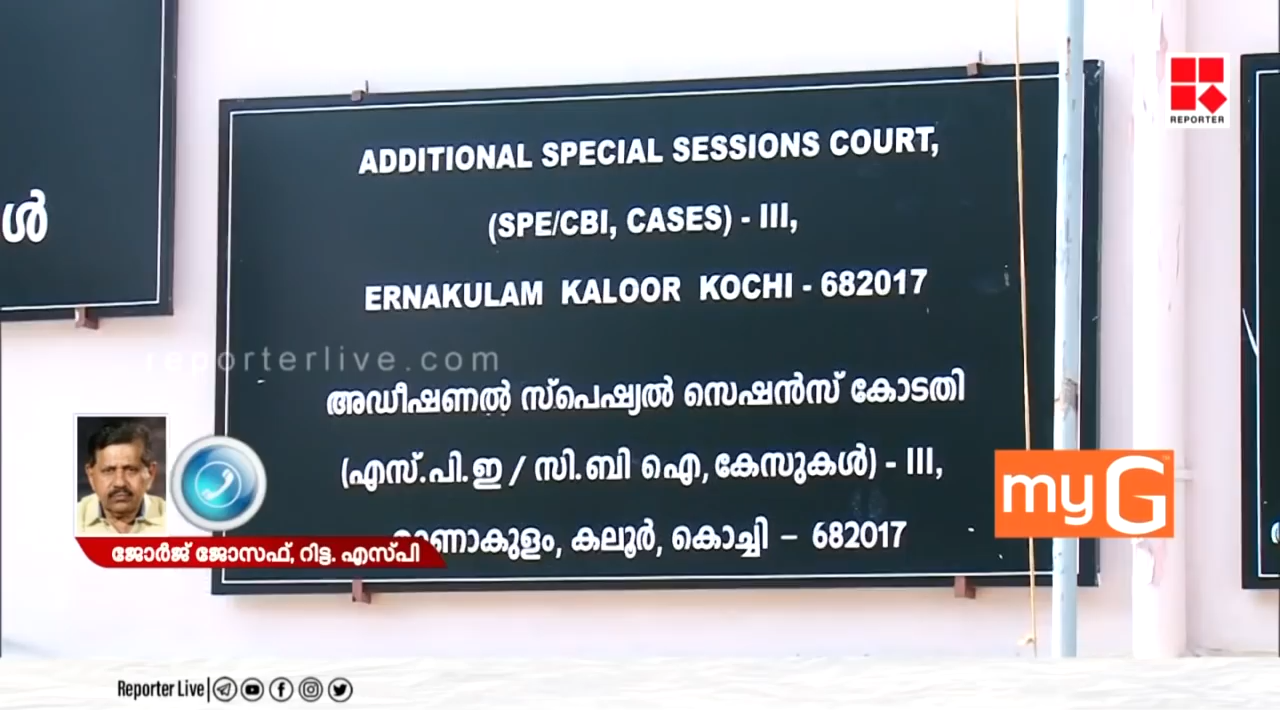 REPORTER
ൾ
ADDITIONAL SPECIAL SESSIONS COURT,
(SPE/CBI, CASES) - III,
ERNAKULAM KALOOR KOCHI - 682017
reporterlive.com
അഡീഷണൽ സ്പെഷ്യൽ സെഷൻസ് കോടതി
(എസ്.പി.ഇ / സി.ബി ഐ, കേസുകൾ) - III,
കലൂർ, കൊച്ചി – 682017
myG
ജോർജ് ജോസഫ്, റിട്ട. എസ്പി
Reporter Live